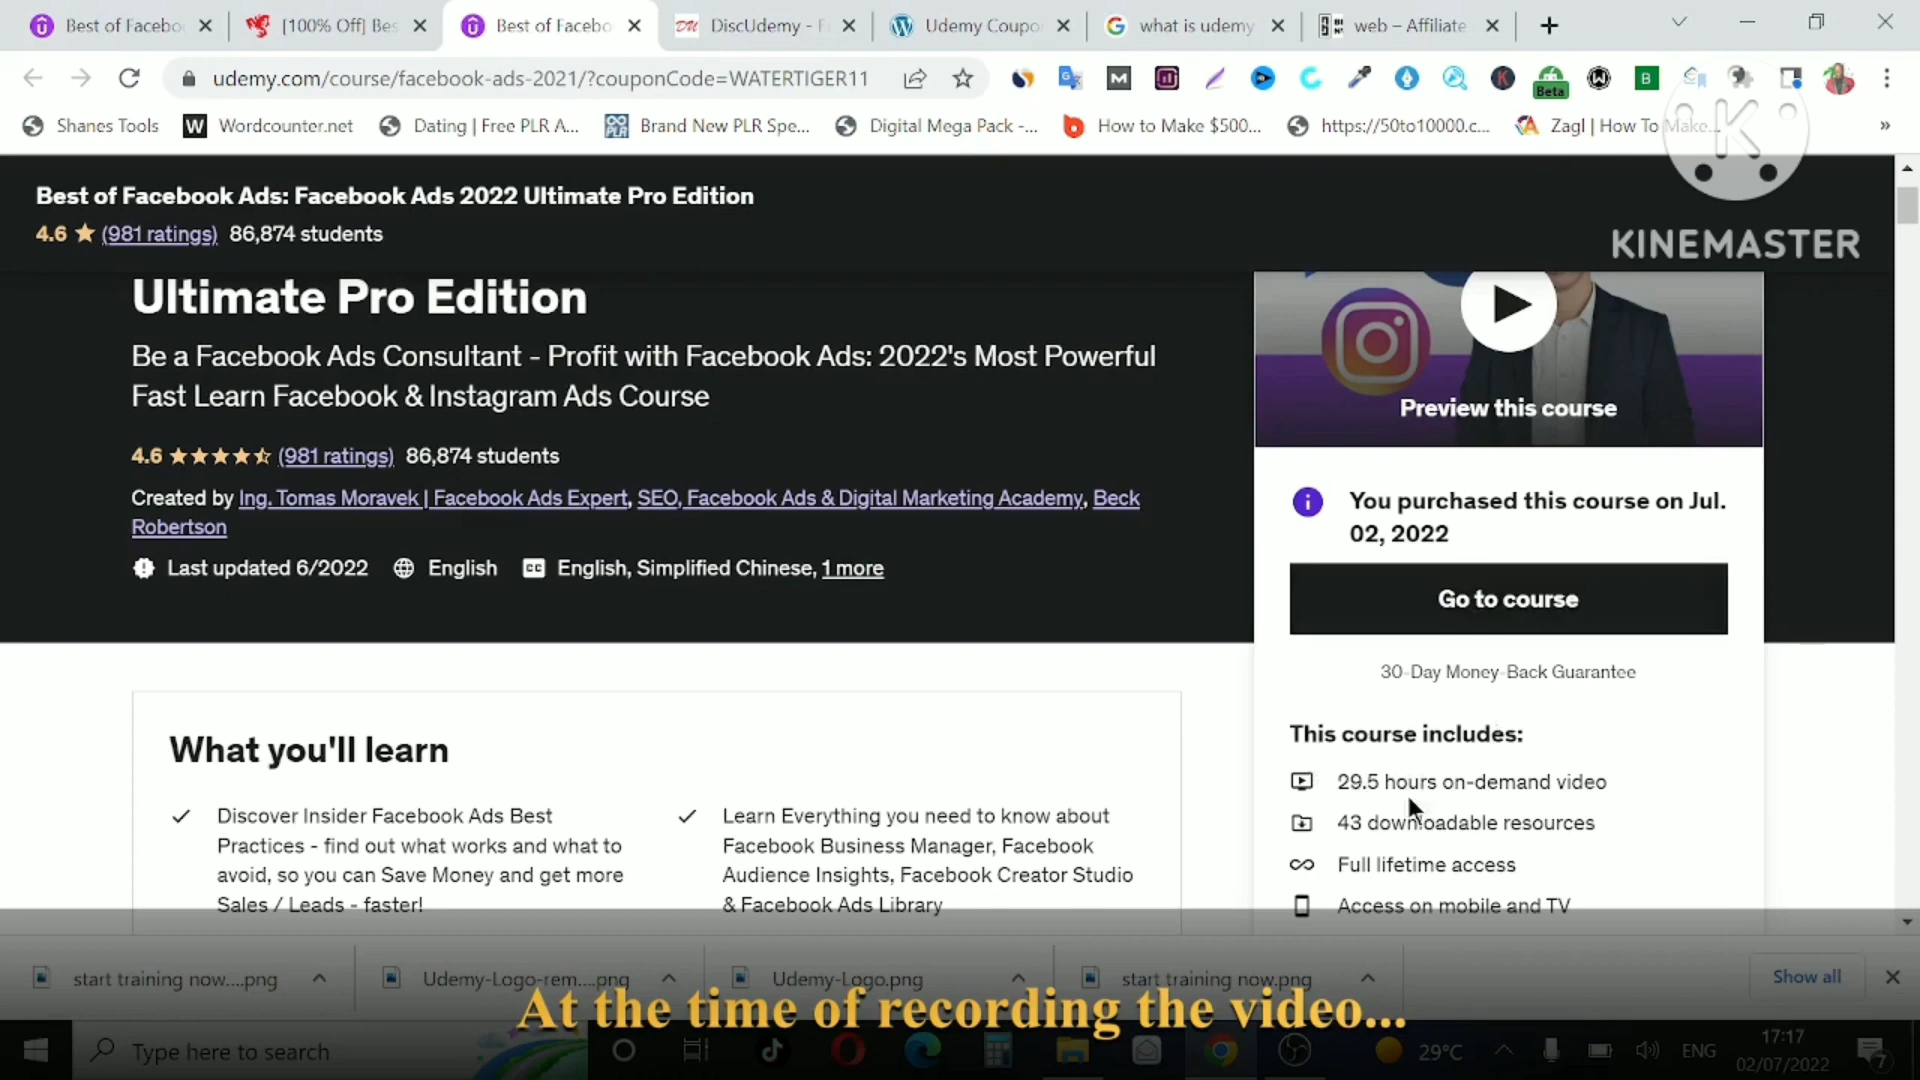 Best of Facebo
[100% Off] Bes
Best of Facebo
DU
DiscUdemy - F
Udemy Coupo
what is udemy
web – Affiliate
udemy.com/course/facebook-ads-2021/?couponCode=WATERTIGER11
Beta
Shanes Tools
Wordcounter.net
Dating | Free PLR A...
Brand New PLR Spe...
Digital Mega Pack -...
How to Make $500...
https://50to10000.c...
Zagl | How To Make...
Best of Facebook Ads: Facebook Ads 2022 Ultimate Pro Edition
4.6 ★ (981 ratings) 86,874 students
KINEMASTER
Ultimate Pro Edition
Be a Facebook Ads Consultant - Profit with Facebook Ads: 2022's Most Powerful
Fast Learn Facebook & Instagram Ads Course
4.6 (981 ratings) 86,874 students
Created by Ing. Tomas Moravek | Facebook Ads Expert, SEO, Facebook Ads & Digital Marketing Academy, Beck
Robertson
Last updated 6/2022 English English, Simplified Chinese, 1 more
Preview this course
You purchased this course on Jul.
02, 2022
Go to course
30-Day Money-Back Guarantee
This course includes:
29.5 hours on-demand video
43 downloadable resources
Full lifetime access
Access on mobile and TV
What you'll learn
Discover Insider Facebook Ads Best
Practices - find out what works and what to
avoid, so you can Save Money and get more
Sales / Leads - faster!
Learn Everything you need to know about
Facebook Business Manager, Facebook
Audience Insights, Facebook Creator Studio
& Facebook Ads Library
start training now....png
Udemy-Logo-rem....png
Udemy-Logo.png
start training now.png
Show all
At the time of recording the video...
Type here to search
29°C
ENG
17:17
02/07/2022
7